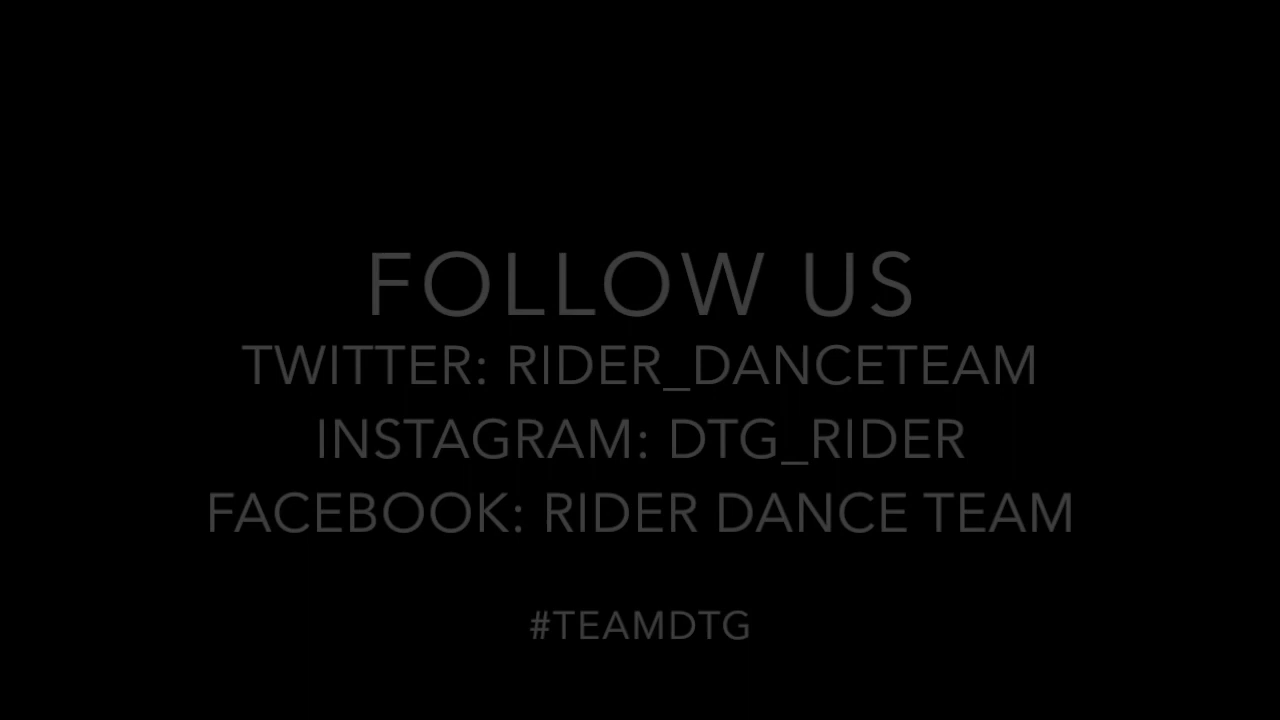 FOLLOW US
TWITTER: RIDER_DANCETEAM
INSTAGRAM: DTG_RIDER
FACEBOOK: RIDER DANCE TEAM
#TEAMDTG